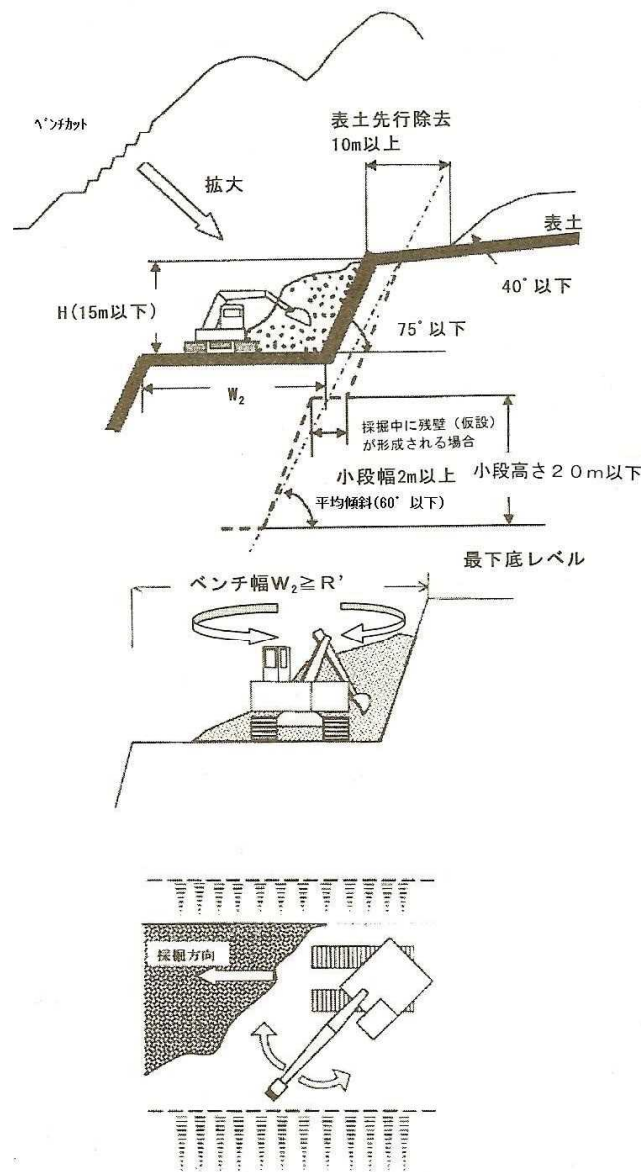 ベンチカット
拡大
表土先行除去
10m以上
表土
40°以下
H(15m以下)
75°以下
W₂
採掘中に残壁（仮設）
が形成される場合
小段幅2m以上
小段高さ２０ｍ以下
平均傾斜(60°以下)
最下底レベル
ベンチ幅W₂≧R’
採掘方向